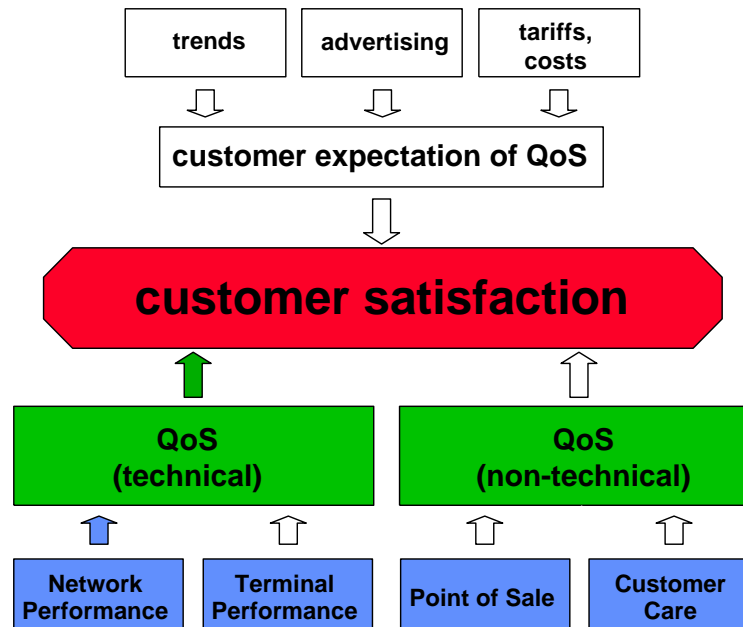 trends
advertising
tariffs,
costs
customer expectation of QoS
customer satisfaction
QoS
(technical)
QoS
(non-technical)
Network
Performance
Terminal
Performance
Point of Sale
Customer
Care